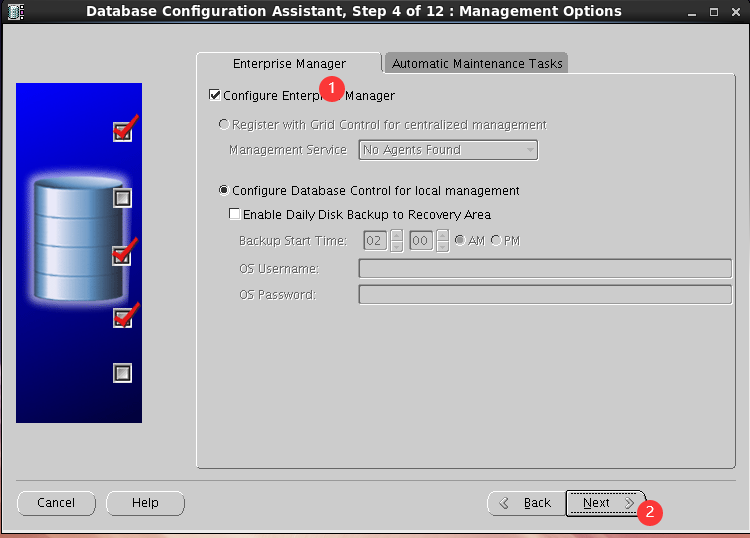 Database Configuration Assistant, Step 4 of 12 : Management Options
Enterprise Manager
Automatic Maintenance Tasks
1
Configure Enterpr Manager
Register with Grid Control for centralized management
Management Service
No Agents Found
Configure Database Control for local management
Enable Daily Disk Backup to Recovery Area
Backup Start Time: 02 00 AM PM
OS Username:
OS Password:
Cancel
Help
Back
Next
2